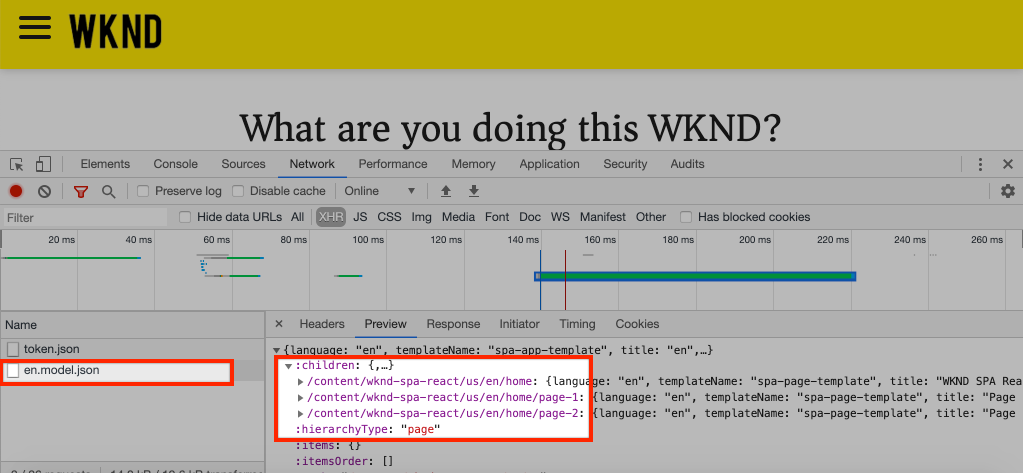 WKND
What are you doing this WKND?
Elements Console Sources Network Performance Memory Application Security Audits
Preserve log Disable cache Online
Filter Hide data URLs All XHR JS CSS Img Media Font Doc WS Manifest Other Has blocked cookies
20 ms 40 ms 60 ms 80 ms 100 ms 120 ms 140 ms 160 ms 180 ms 200 ms 220 ms 240 ms 260 ms
Name
token.json
en.model.json
Headers Preview Response Initiator Timing Cookies
{language: "en", templateName: "spa-app-template", title: "en",…}
:children: {,…}
/content/wknd-spa-react/us/en/home: {language: "en", templateName: "spa-page-template", title: "WKND SPA Rea
/content/wknd-spa-react/us/en/home/page-1: {language: "en", templateName: "spa-page-template", title: "Page
/content/wknd-spa-react/us/en/home/page-2: {language: "en", templateName: "spa-page-template", title: "Page
:hierarchyType: "page"
:items: {}
:itemsOrder: []